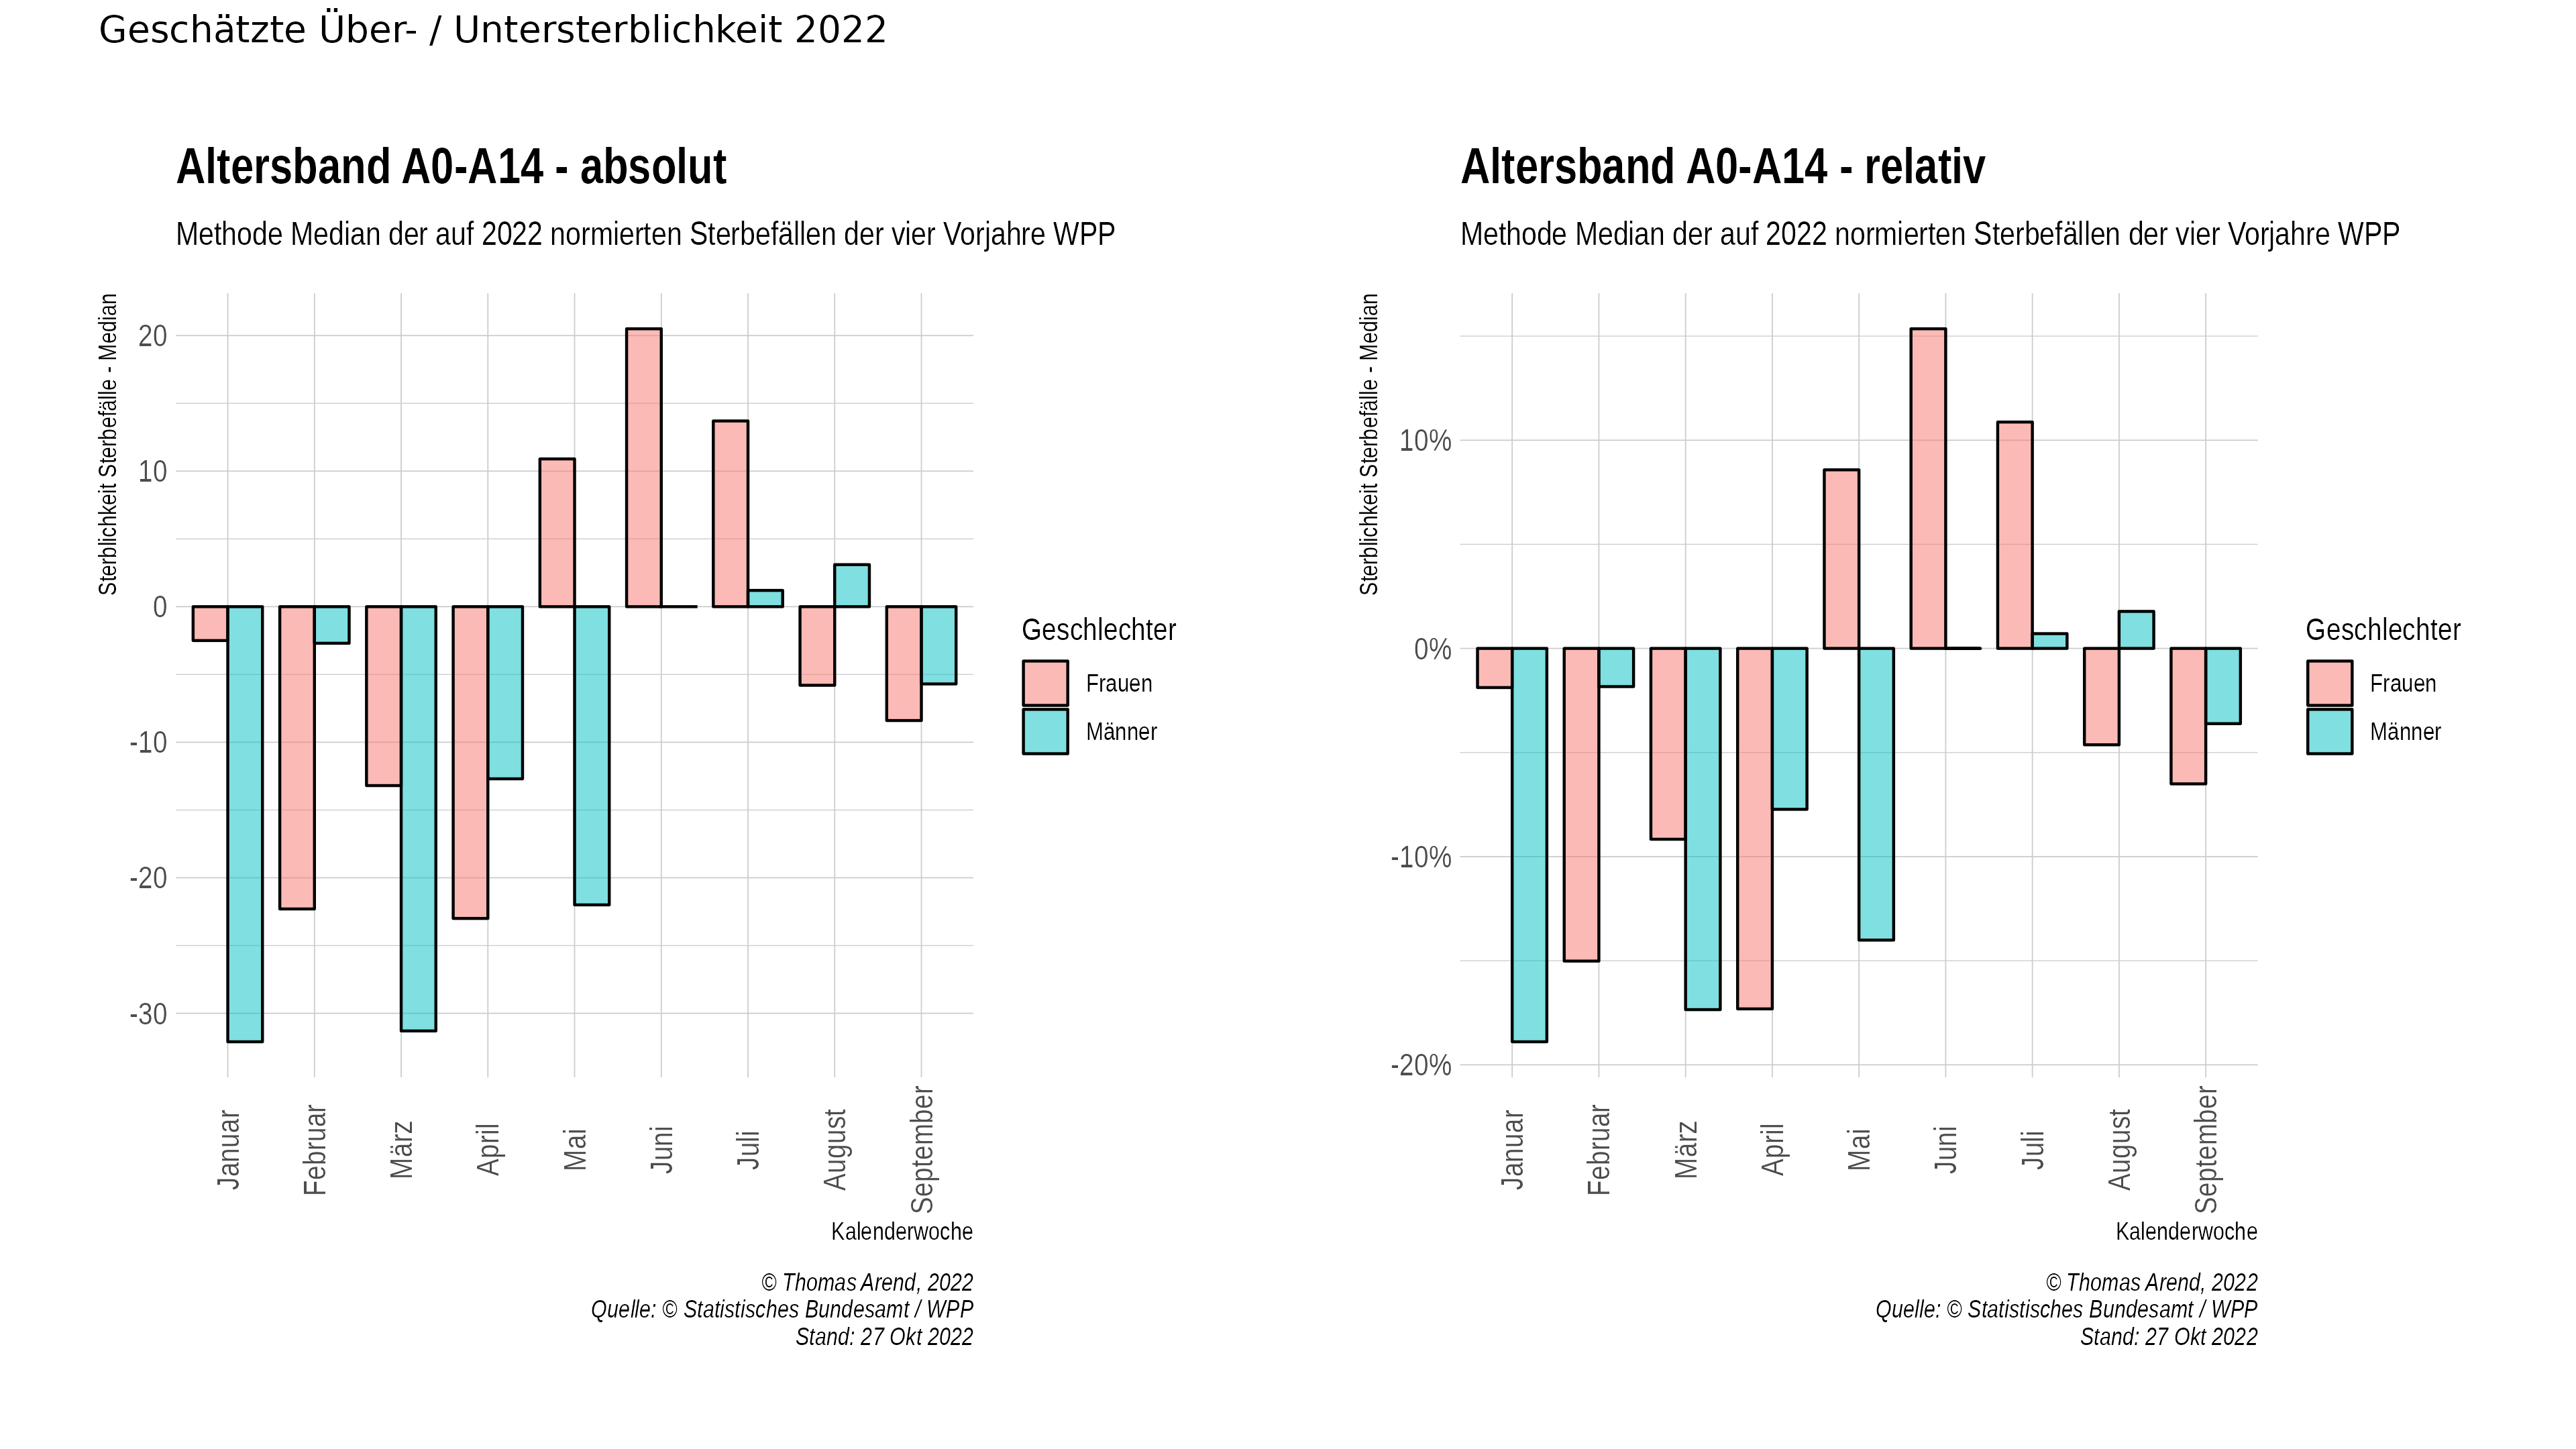 Geschätzte Über- / Untersterblichkeit 2022
Altersband A0-A14 - absolut
Methode Median der auf 2022 normierten Sterbefällen der vier Vorjahre WPP
Sterblichkeit Sterbefälle - Median
20
10
0
-10
-20
-30
Januar
Februar
März
April
Mai
Juni
Juli
August
September
Kalenderwoche
Geschlechter
Frauen
Männer
© Thomas Arend, 2022
Quelle: © Statistisches Bundesamt / WPP
Stand: 27 Okt 2022
Altersband A0-A14 - relativ
Methode Median der auf 2022 normierten Sterbefällen der vier Vorjahre WPP
Sterblichkeit Sterbefälle - Median
10%
0%
-10%
-20%
Januar
Februar
März
April
Mai
Juni
Juli
August
September
Kalenderwoche
Geschlechter
Frauen
Männer
© Thomas Arend, 2022
Quelle: © Statistisches Bundesamt / WPP
Stand: 27 Okt 2022